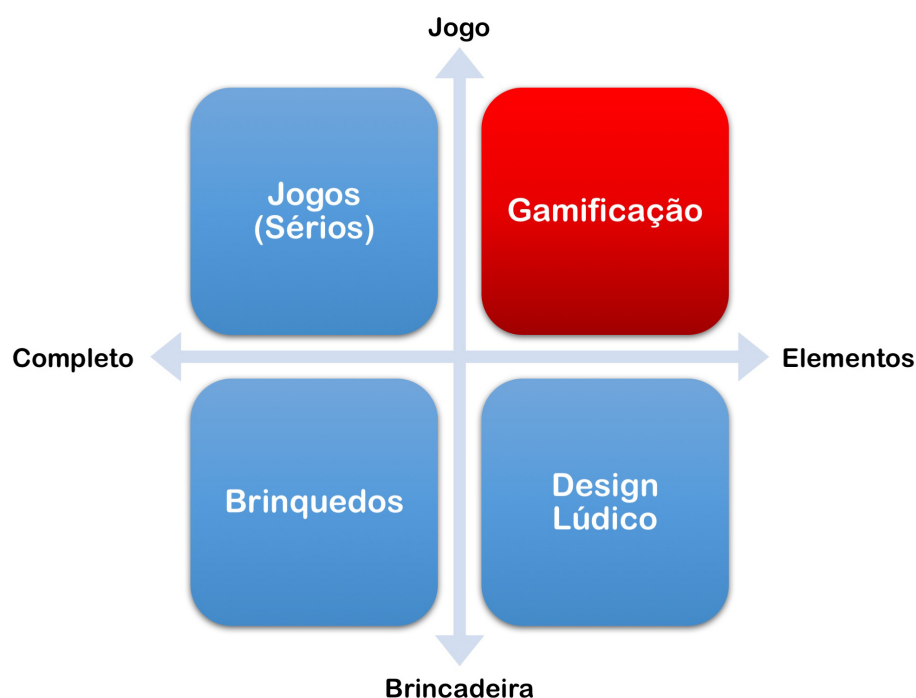 Jogo
Jogos
(Sérios)
Gamificação
Completo
Elementos
Brinquedos
Design
Lúdico
Brincadeira